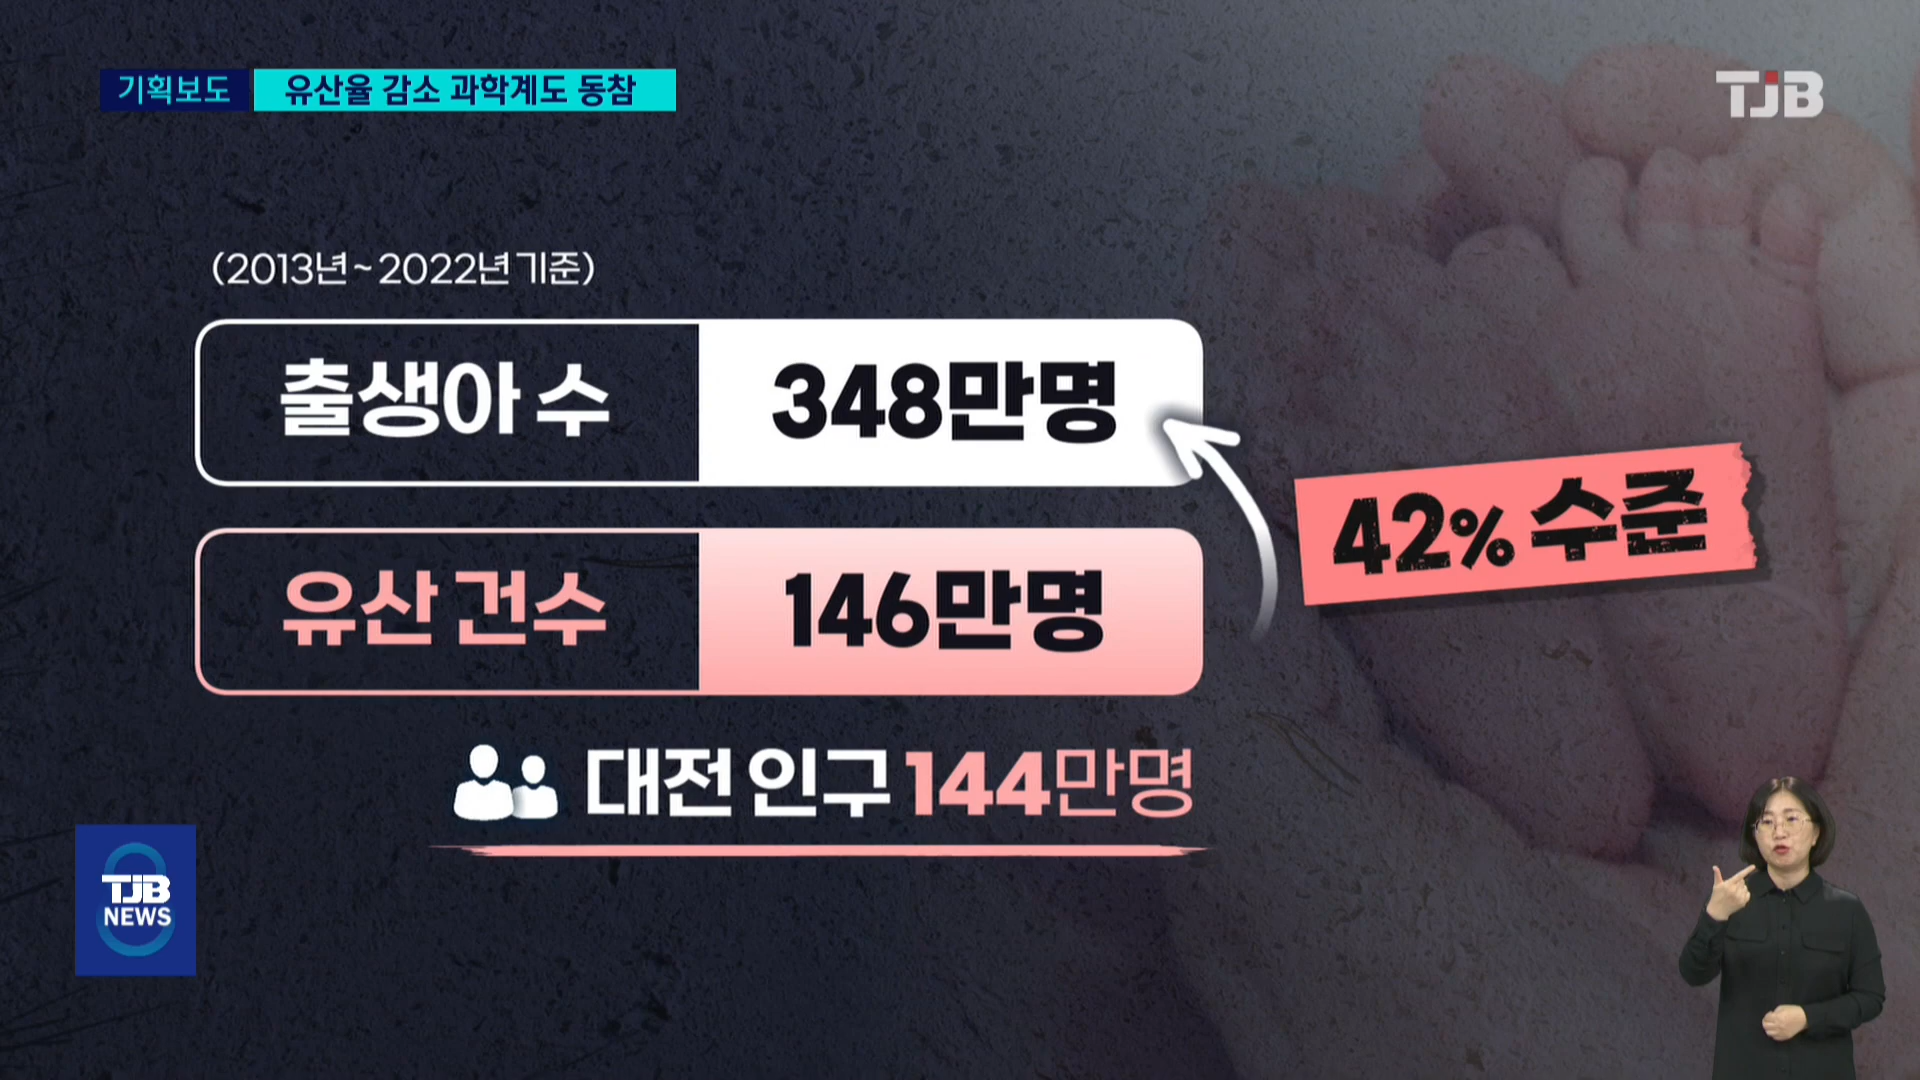 기획보도
유산율 감소 과학계도 동참
TJB
(2013년~2022년 기준)
출생아 수
348만명
42% 수준
유산 건수
146만명
대전 인구 144만명
TJB
NEWS